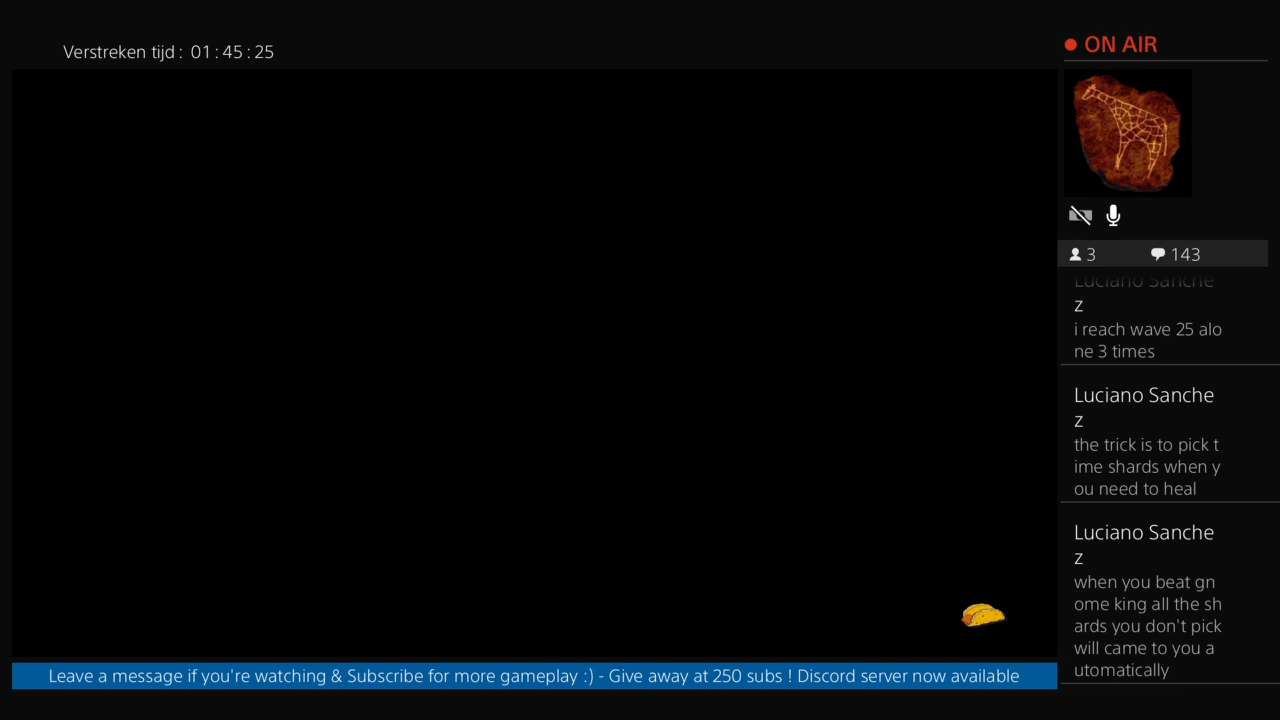 Verstreken tijd : 01 : 45 : 25
ON AIR
3 143
Luciano Sanche
z
i reach wave 25 alo
ne 3 times
Luciano Sanche
z
the trick is to pick t
ime shards when y
ou need to heal
Luciano Sanche
z
when you beat gn
ome king all the sh
ards you don't pick
will came to you a
utomatically
Leave a message if you're watching & Subscribe for more gameplay :) - Give away at 250 subs ! Discord server now available